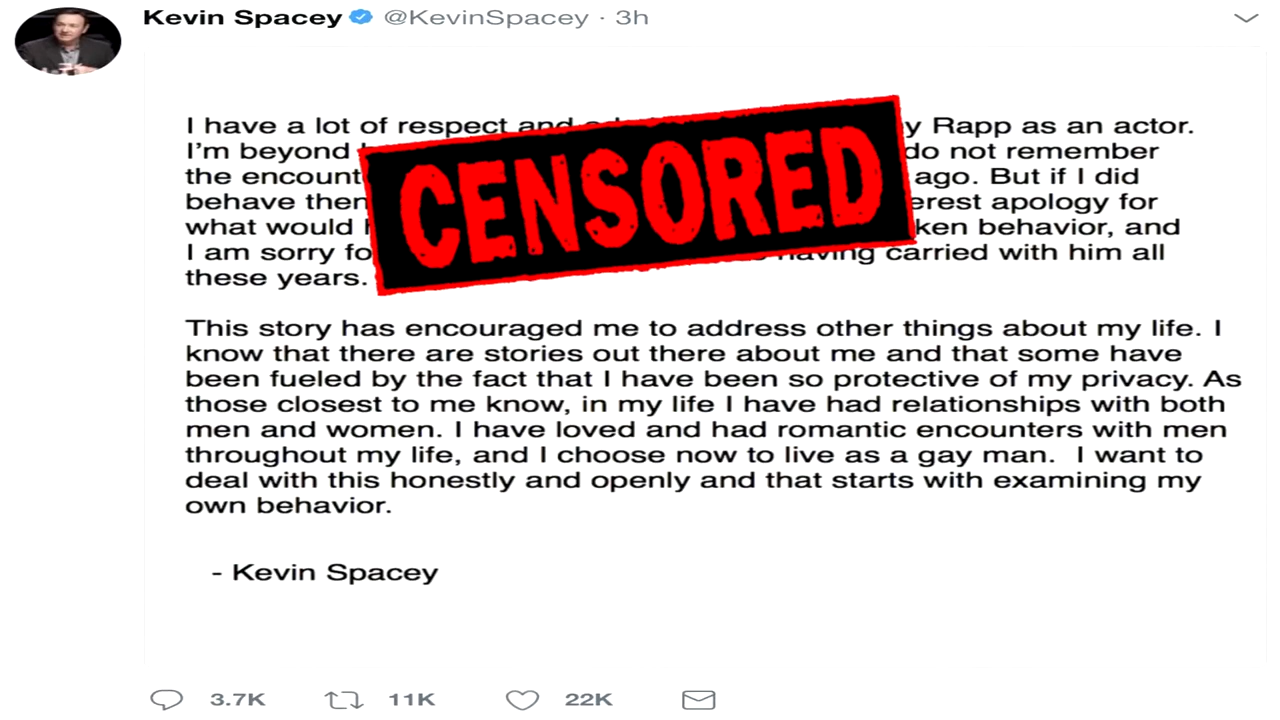 Kevin Spacey @KevinSpacey · 3h
I have a lot of respect and y Rapp as an actor.
I'm beyond do not remember
the encount ago. But if I did
behave then erest apology for
what would ken behavior, and
I am sorry fo having carried with him all
these years.
CENSORED
This story has encouraged me to address other things about my life. I
know that there are stories out there about me and that some have
been fueled by the fact that I have been so protective of my privacy. As
those closest to me know, in my life I have had relationships with both
men and women. I have loved and had romantic encounters with men
throughout my life, and I choose now to live as a gay man. I want to
deal with this honestly and openly and that starts with examining my
own behavior.
- Kevin Spacey
3.7K 11K 22K